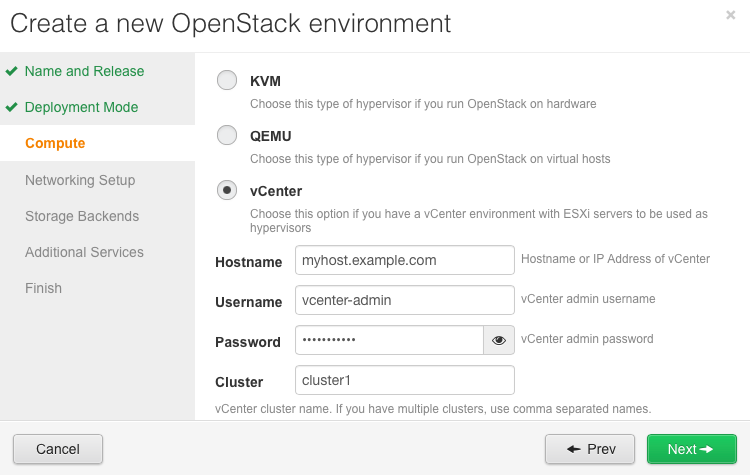 Create a new OpenStack environment
×
✔ Name and Release
✔ Deployment Mode
Compute
Networking Setup
Storage Backends
Additional Services
Finish
KVM
Choose this type of hypervisor if you run OpenStack on hardware
QEMU
Choose this type of hypervisor if you run OpenStack on virtual hosts
vCenter
Choose this option if you have a vCenter environment with ESXi servers to be used as
hypervisors
Hostname myhost.example.com Hostname or IP Address of vCenter
Username vcenter-admin vCenter admin username
Password ••••••••••• vCenter admin password
Cluster cluster1
vCenter cluster name. If you have multiple clusters, use comma separated names.
Cancel ← Prev Next →